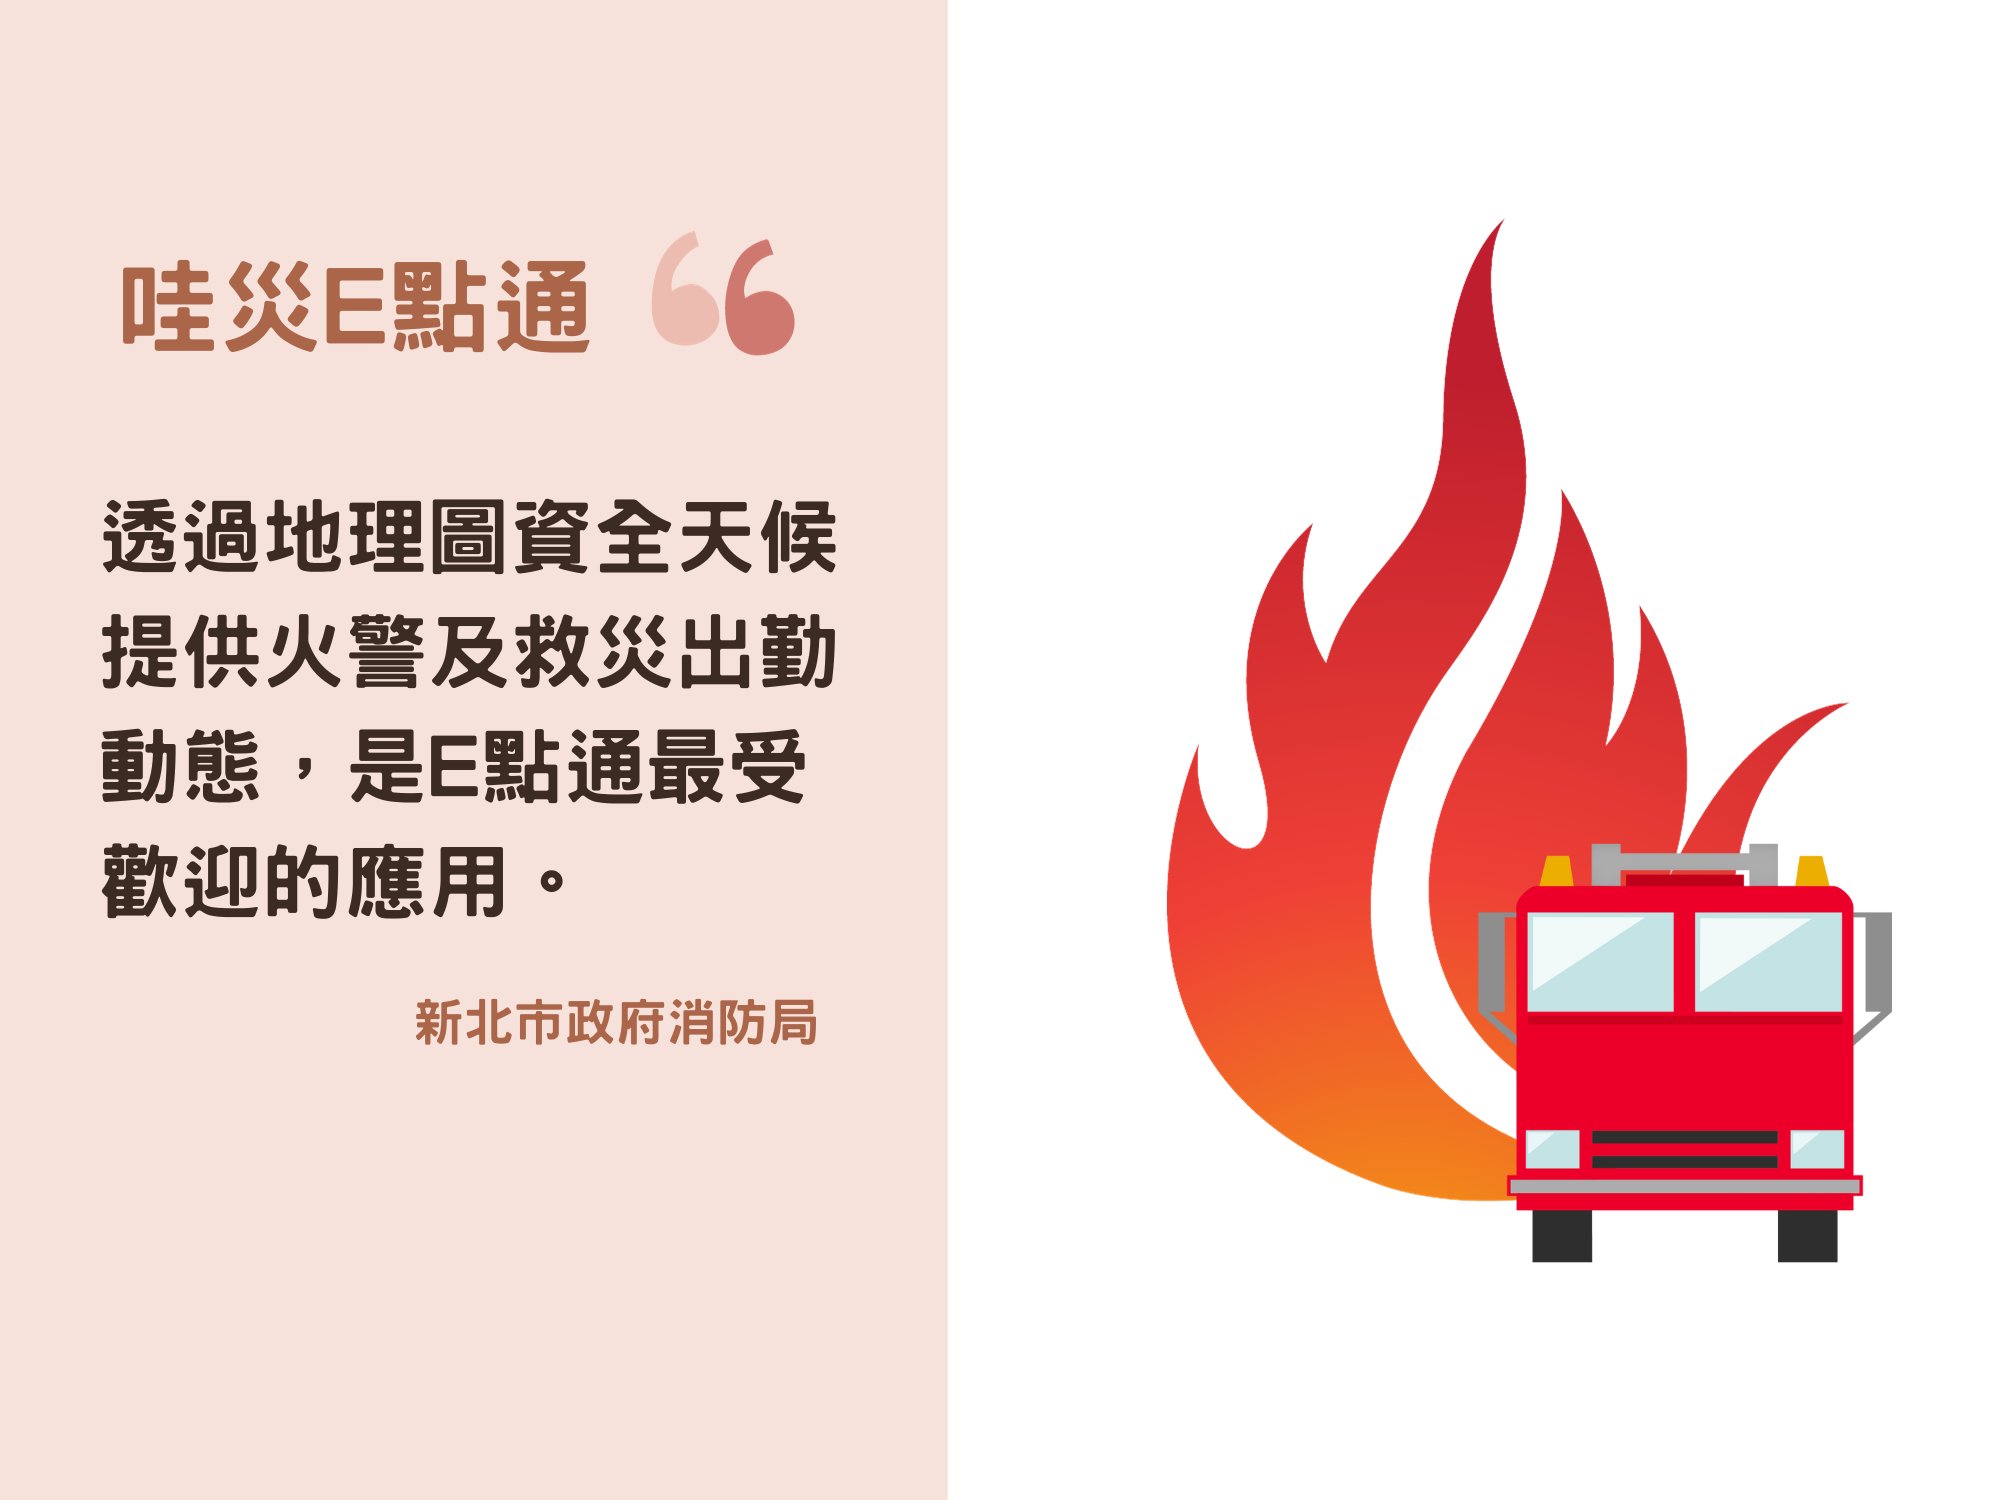 哇災E點通
透過地理圖資全天候
提供火警及救災出勤
動態，是E點通最受
歡迎的應用。
新北市政府消防局